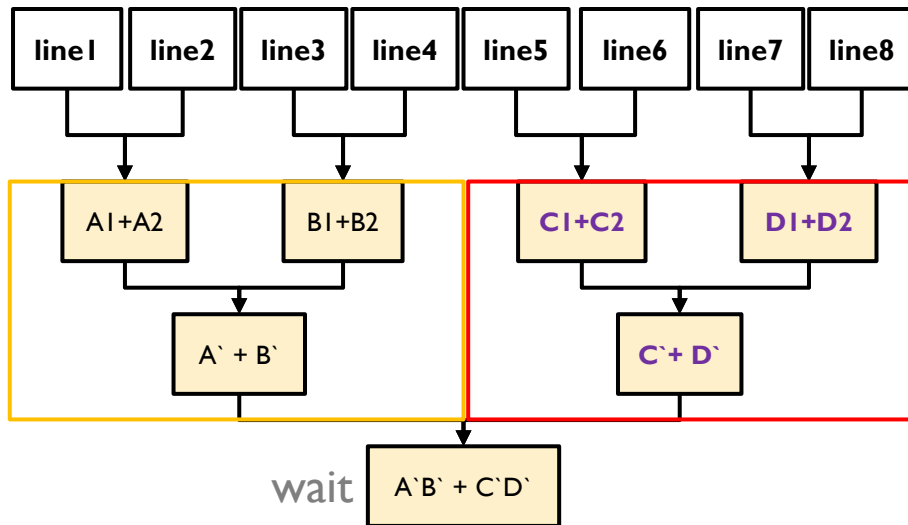 line1 line2 line3 line4 line5 line6 line7 line8
A1+A2 B1+B2 C1+C2 D1+D2
A` + B` C`+ D`
wait A`B` + C`D`